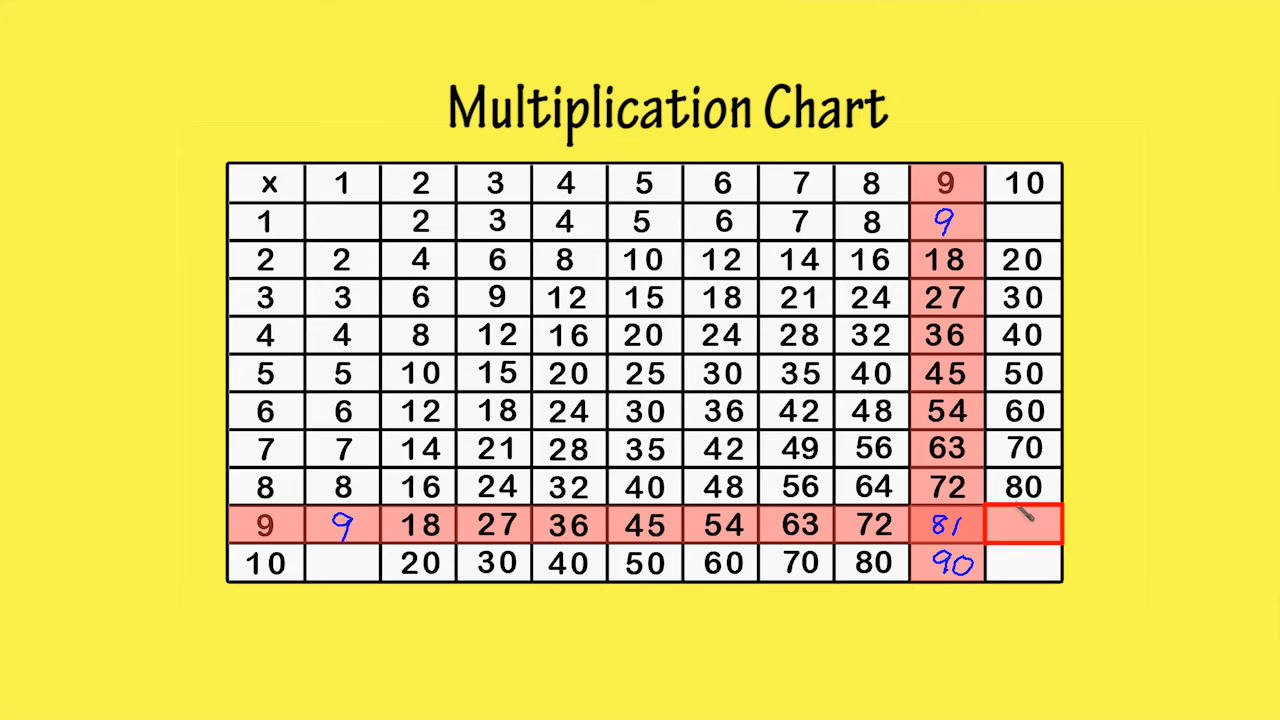 Multiplication Chart
x 1 2 3 4 5 6 7 8 9 10
1 2 3 4 5 6 7 8 9
2 2 4 6 8 10 12 14 16 18 20
3 3 6 9 12 15 18 21 24 27 30
4 4 8 12 16 20 24 28 32 36 40
5 5 10 15 20 25 30 35 40 45 50
6 6 12 18 24 30 36 42 48 54 60
7 7 14 21 28 35 42 49 56 63 70
8 8 16 24 32 40 48 56 64 72 80
9 9 18 27 36 45 54 63 72 81
10 20 30 40 50 60 70 80 90